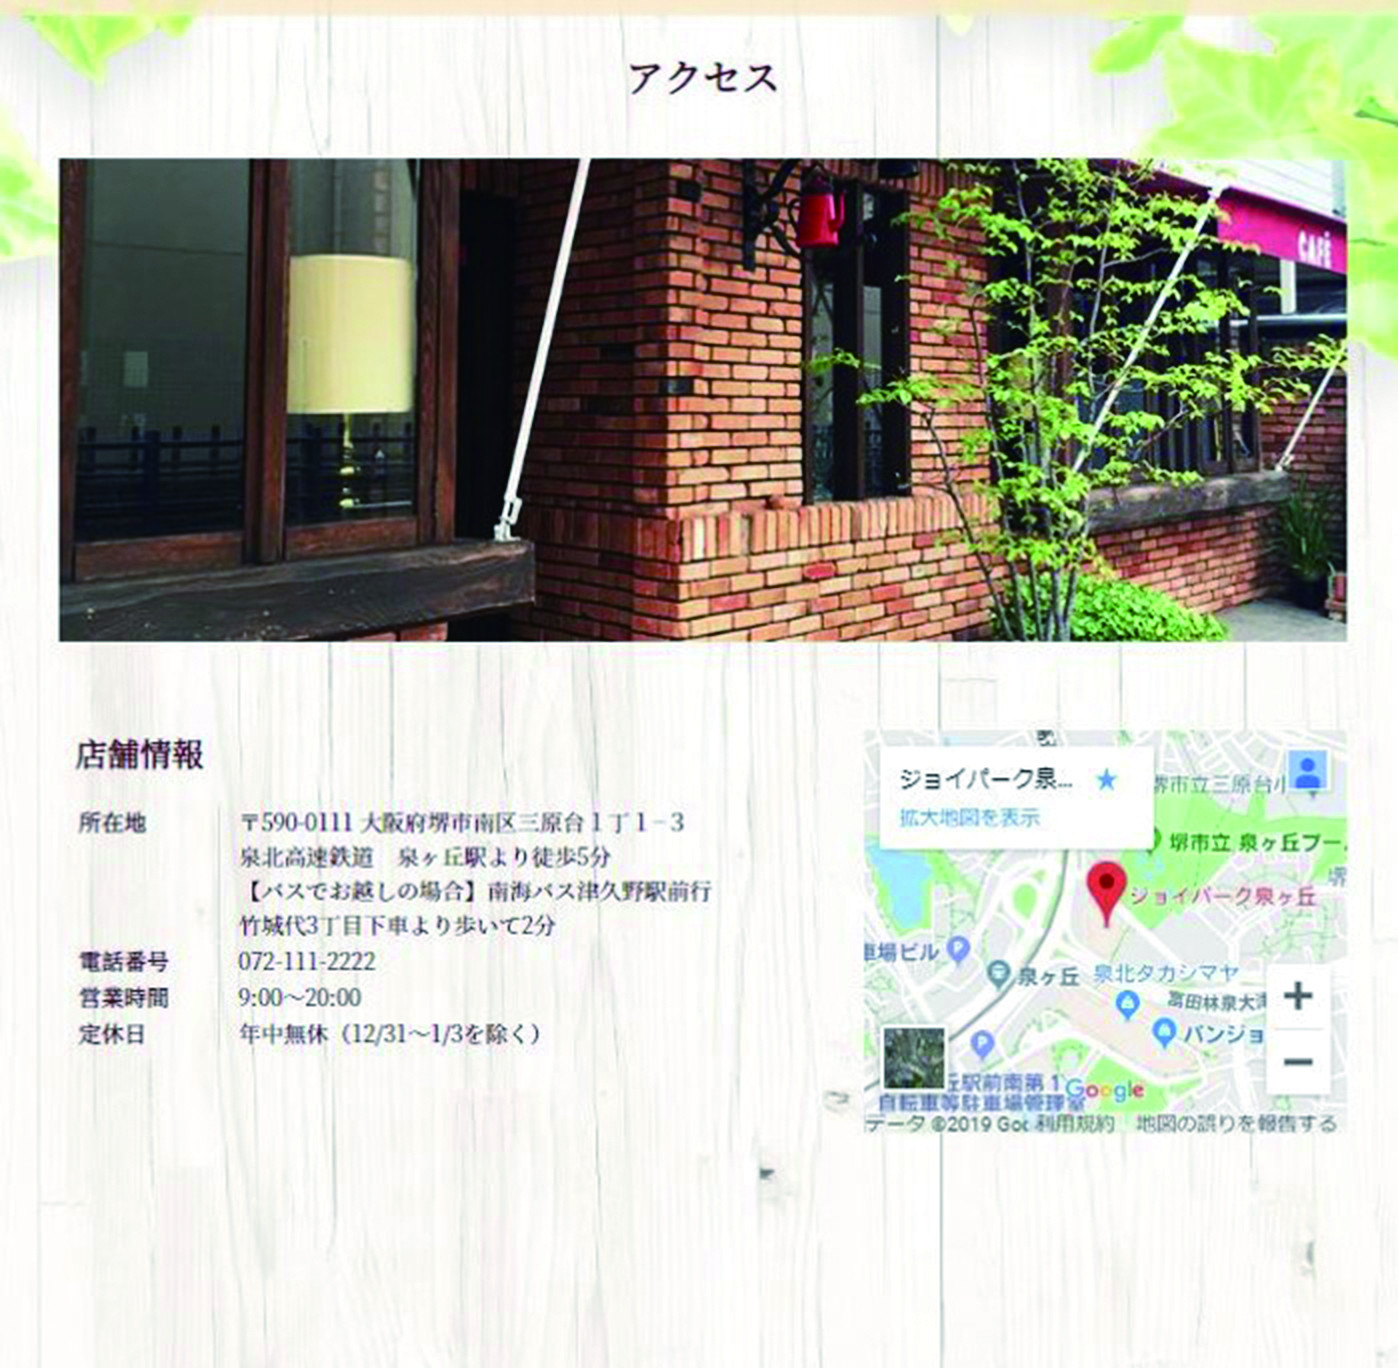 アクセス
CAFÉ
店舗情報
所在地 〒590-0111 大阪府堺市南区三原台１丁１−３
泉北高速鉄道　泉ヶ丘駅より徒歩5分
【バスでお越しの場合】南海バス津久野駅前行
竹城代3丁目下車より歩いて2分
電話番号 072-111-2222
営業時間 9:00〜20:00
定休日 年中無休（12/31〜1/3を除く）
ジョイパーク泉...
拡大地図を表示
堺市立三原台小
堺市立 泉ヶ丘プー
堺
ジョイパーク泉ヶ丘
車場ビル
泉ヶ丘
泉北タカシマヤ
富田林泉大津
パンジョ
丘駅前南第1
自転車等駐車場管理室
Google
データ ©2019 Goo 利用規約 地図の誤りを報告する